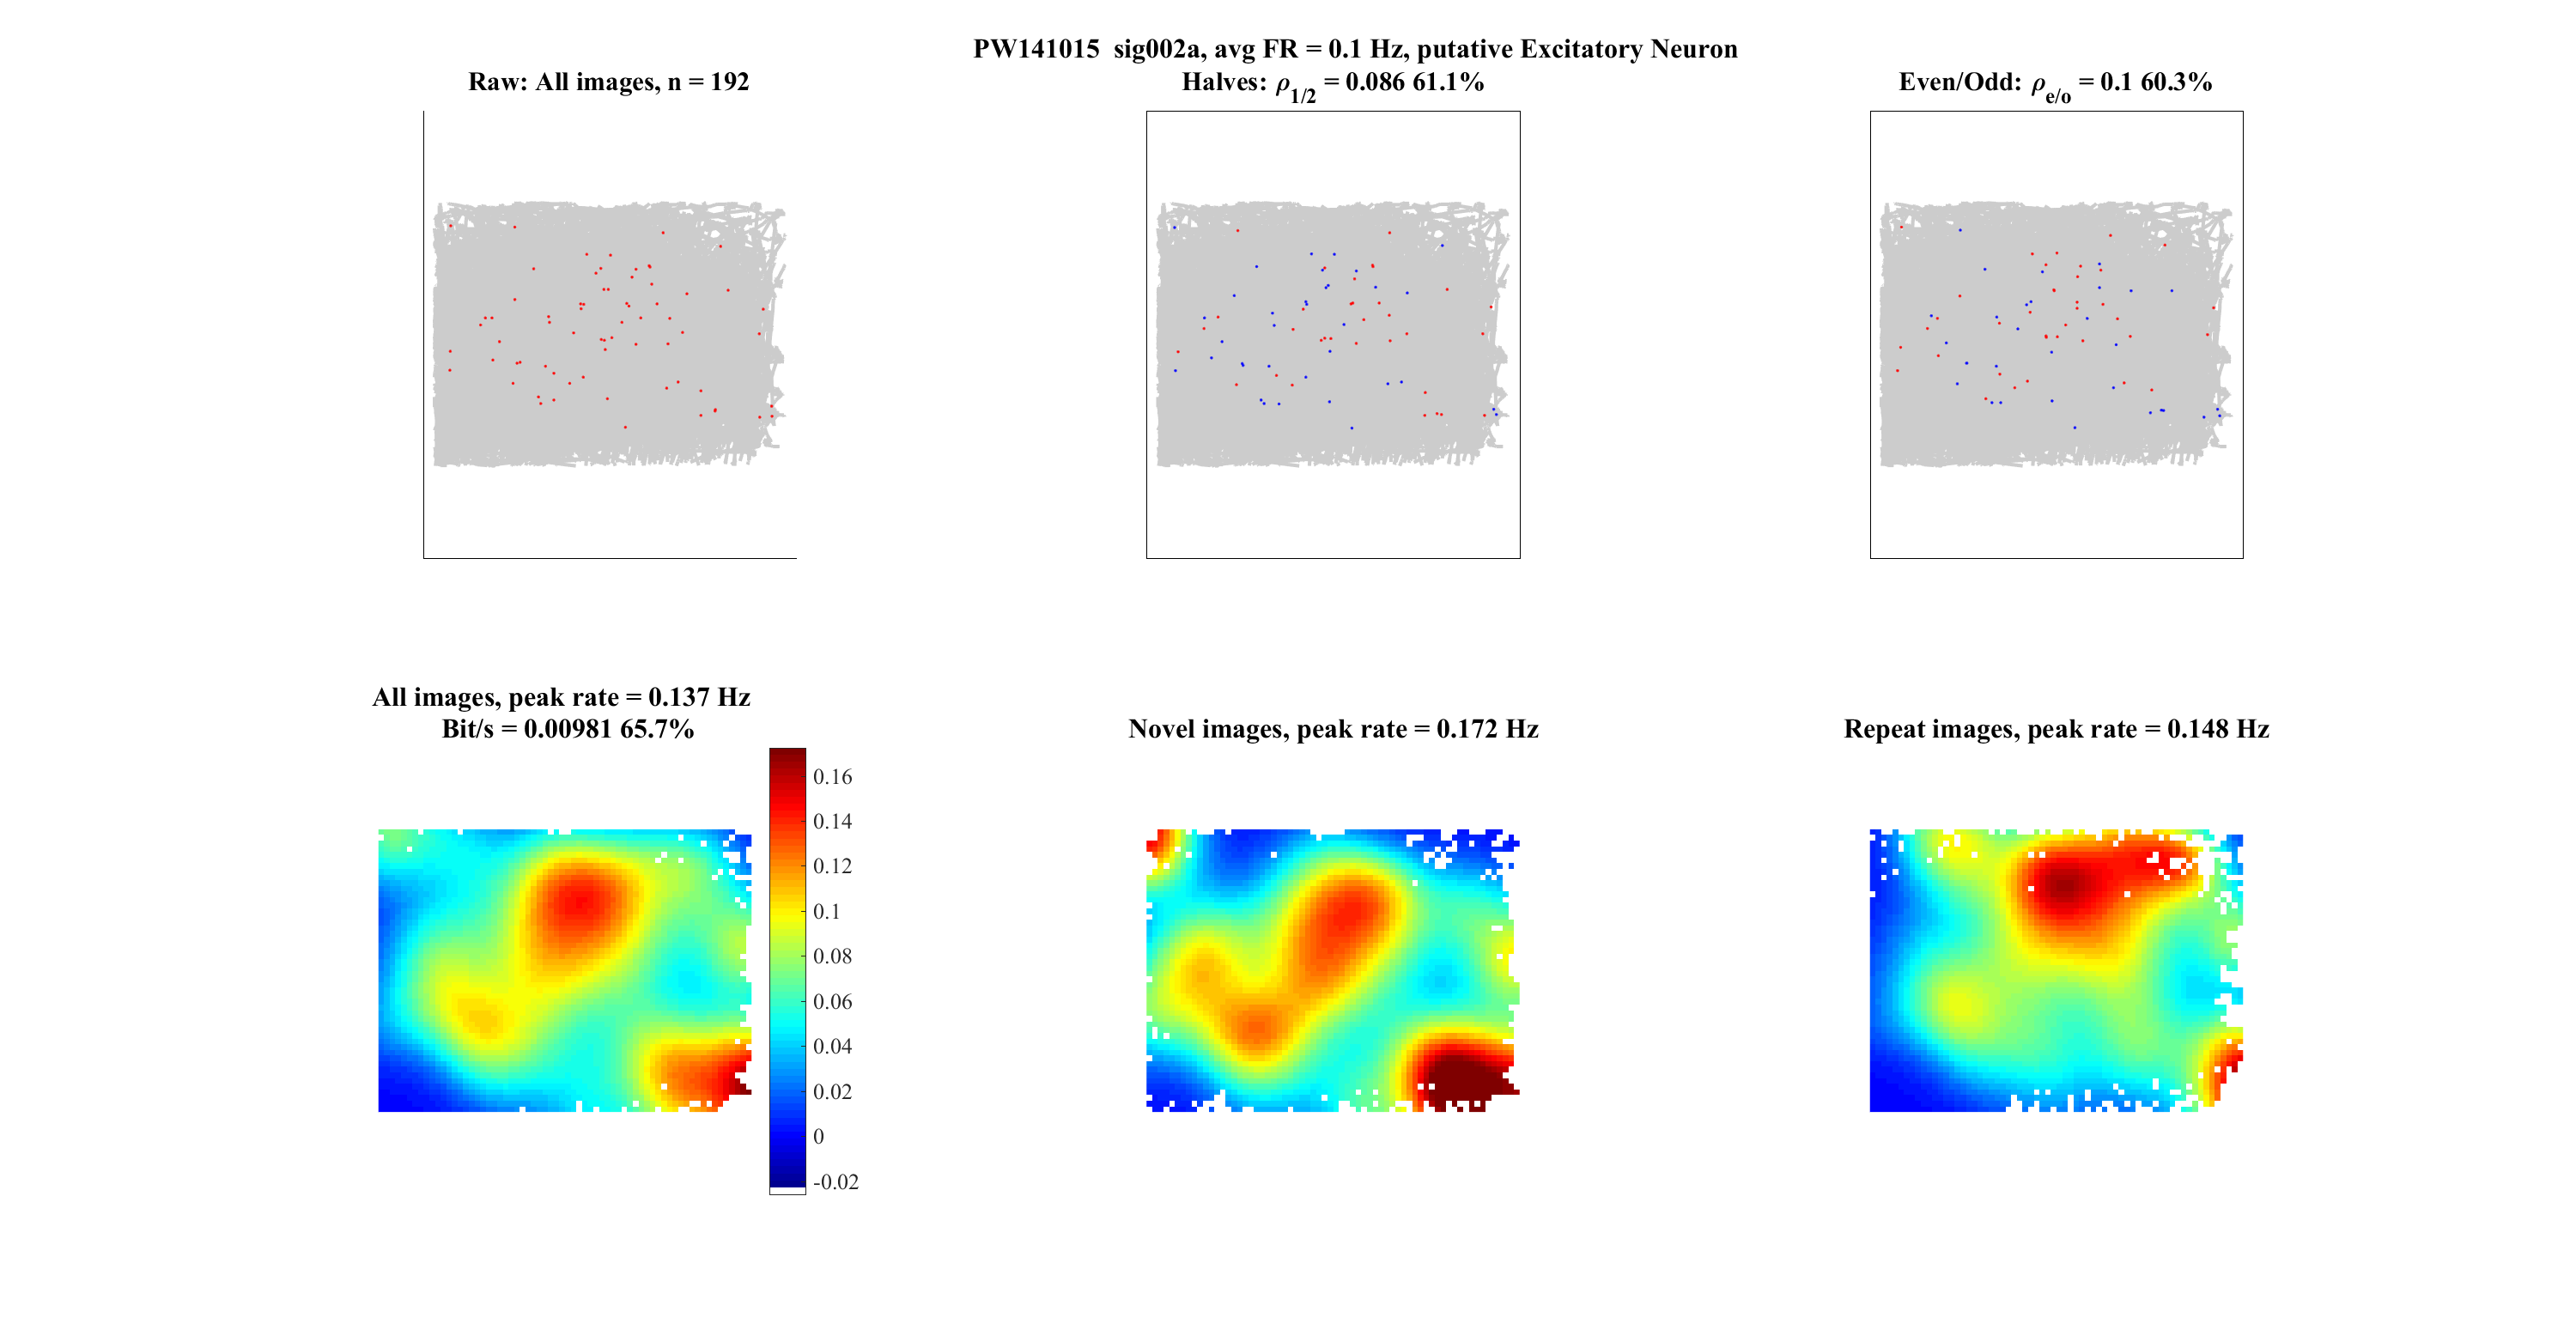 PW141015 sig002a, avg FR = 0.1 Hz, putative Excitatory Neuron
Raw: All images, n = 192
Halves: ρ1/2 = 0.086 61.1%
Even/Odd: ρe/o = 0.1 60.3%
All images, peak rate = 0.137 Hz
Bit/s = 0.00981 65.7%
0.16
0.14
0.12
0.1
0.08
0.06
0.04
0.02
0
-0.02
Novel images, peak rate = 0.172 Hz
Repeat images, peak rate = 0.148 Hz